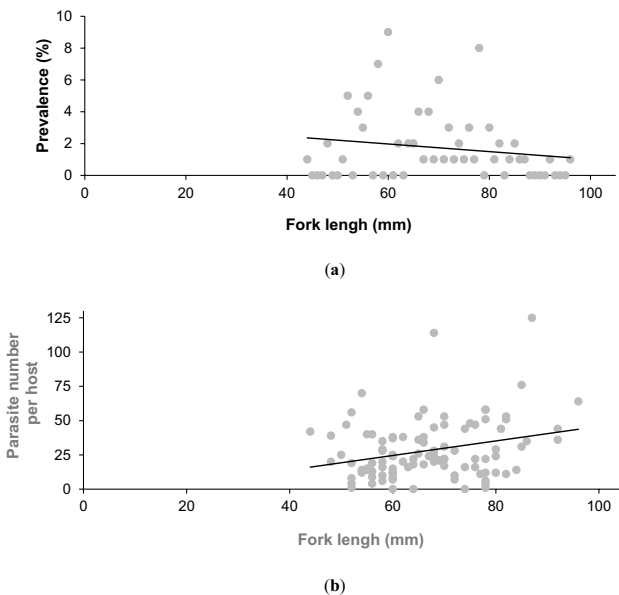 10
8
6
4
2
0
Prevalence (%)
0 20 40 60 80 100
Fork lengh (mm)
(a)
125
100
75
50
25
0
Parasite number
per host
0 20 40 60 80 100
Fork lengh (mm)
(b)